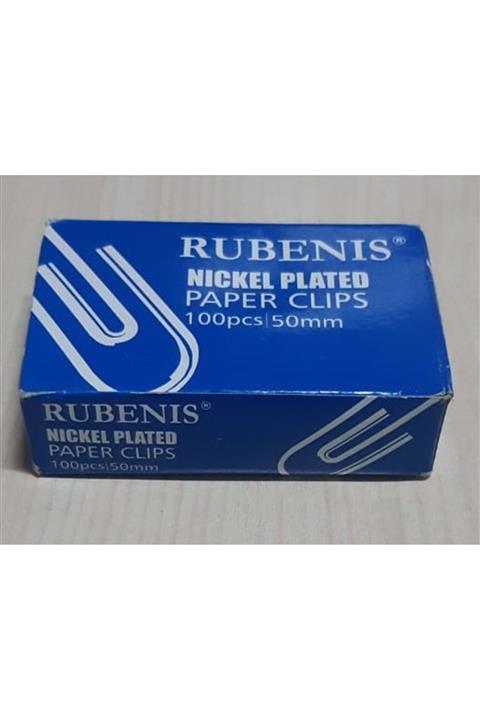 RUBENIS®
NICKEL PLATED
PAPER CLIPS
100pcs|50mm
RUBENIS®
NICKEL PLATED
PAPER CLIPS
100pcs|50mm